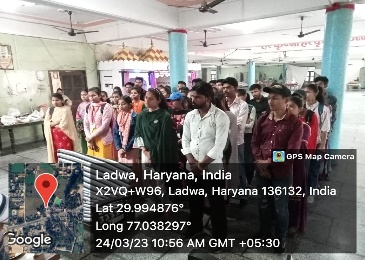 GPS Map Camera
Ladwa, Haryana, India
X2VQ+W96, Ladwa, Haryana 136132, India
Lat 29.994876°
Long 77.038297°
24/03/23 10:56 AM GMT +05:30
Google